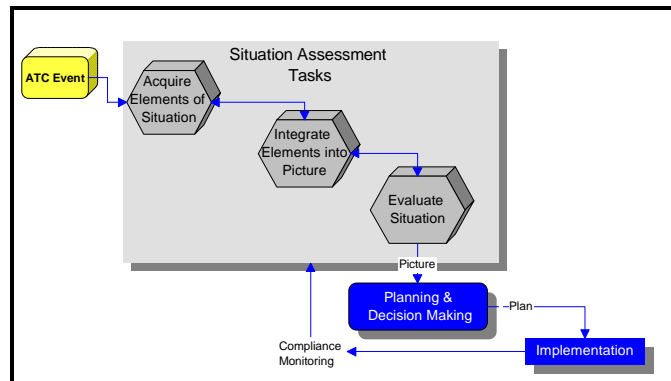 Situation Assessment
Tasks
ATC Event
Acquire
Elements of
Situation
Integrate
Elements into
Picture
Evaluate
Situation
Picture
Planning &
Decision Making
Plan
Implementation
Compliance
Monitoring